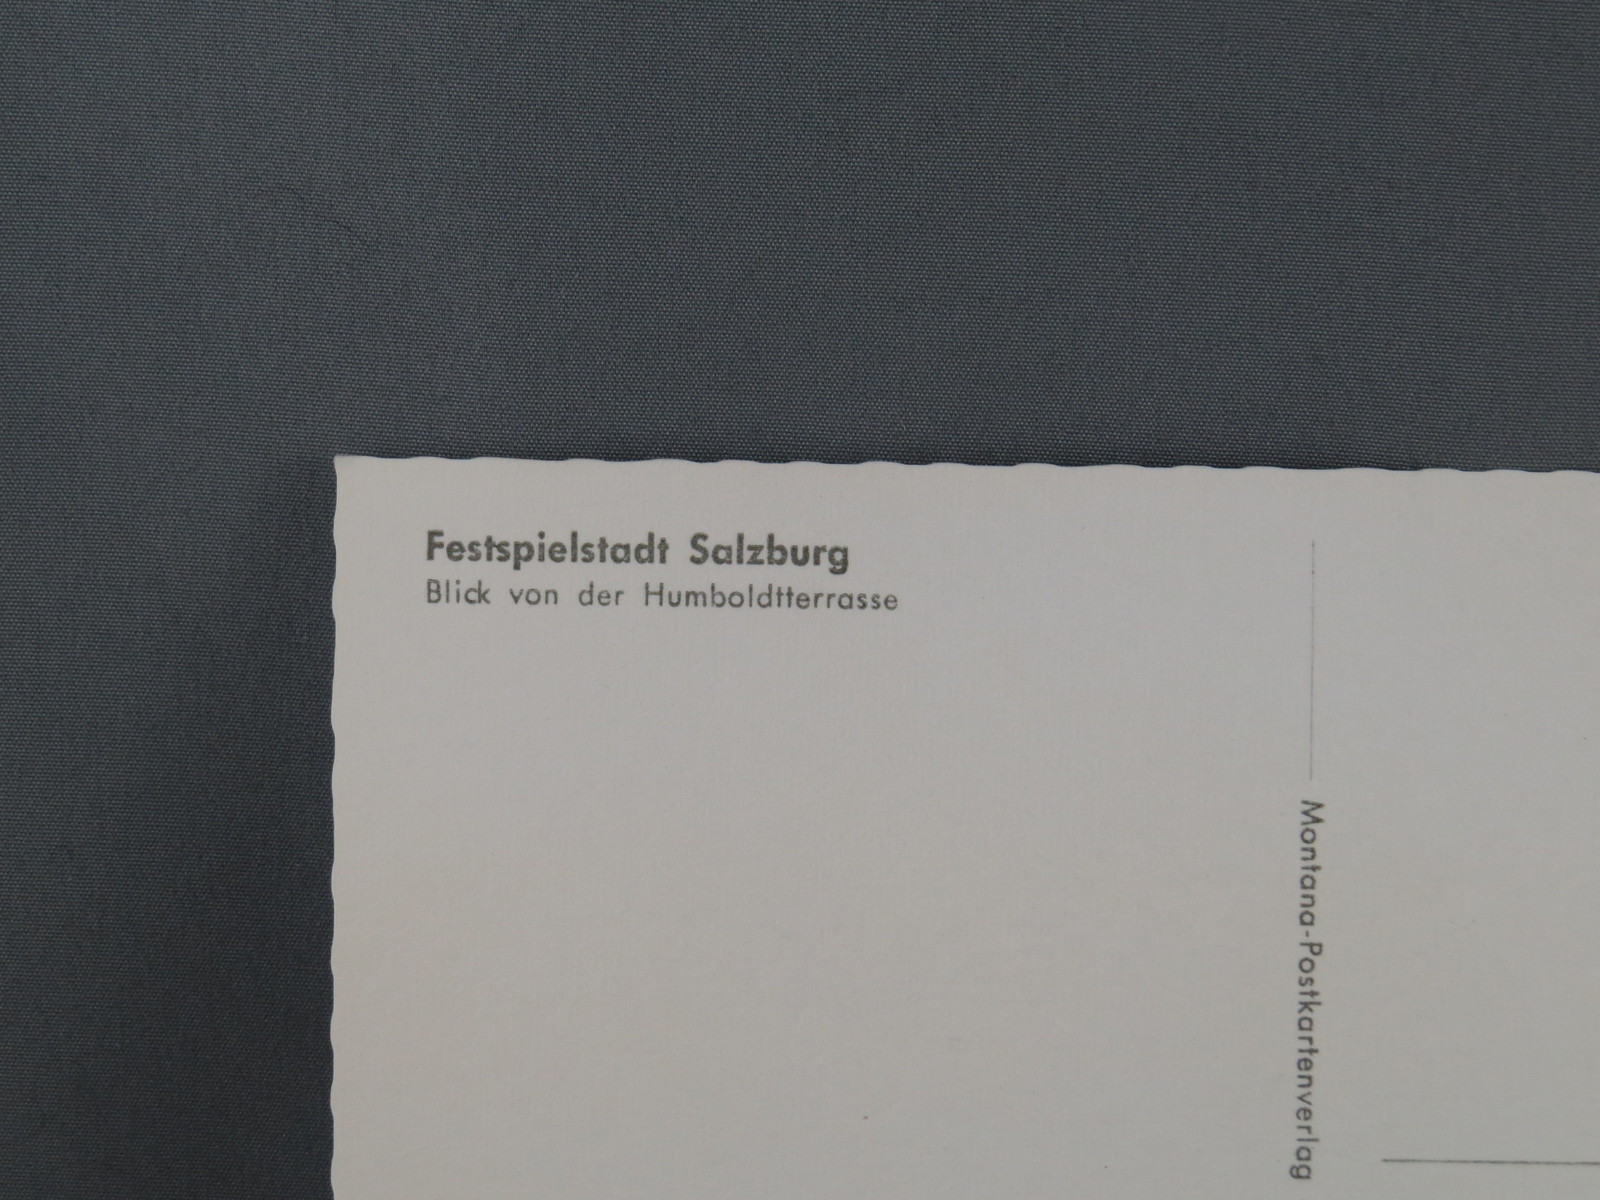 Festspielstadt Salzburg
Blick von der Humboldtterrasse
Montana-Postkartenverlag